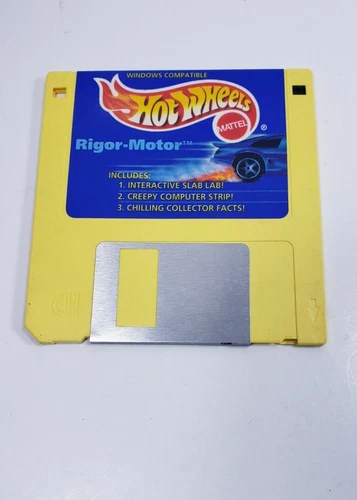 WINDOWS COMPATIBLE
Hot Wheels
MATTEL ®
Rigor-Motor™
INCLUDES:
1. INTERACTIVE SLAB LAB!
2. CREEPY COMPUTER STRIP!
3. CHILLING COLLECTOR FACTS!